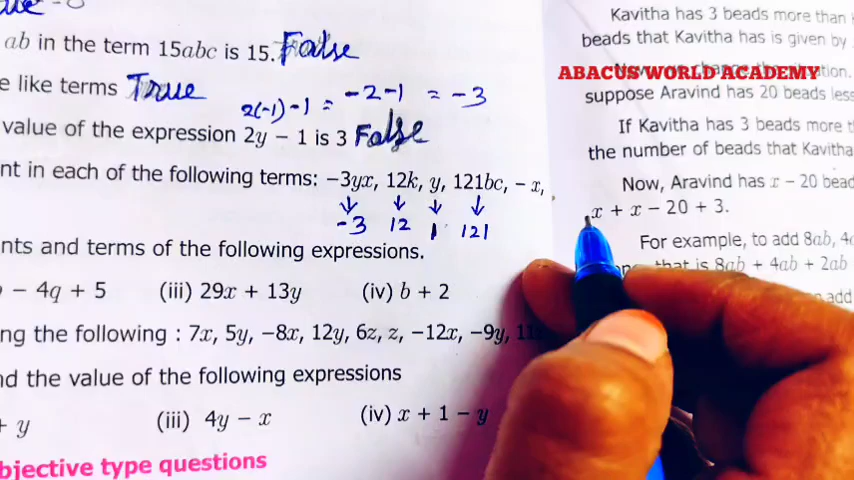 ab in the term 15abc is 15. False
e like terms True
2(-1)-1 = -2-1 = -3
value of the expression 2y − 1 is 3 False
nt in each of the following terms: −3yx, 12k, y, 121bc, − x,
-3 12 1 121
nts and terms of the following expressions.
− 4q + 5 (iii) 29x + 13y (iv) b + 2
ng the following : 7x, 5y, −8x, 12y, 6z, z, −12x, −9y,
nd the value of the following expressions
+ y (iii) 4y − x (iv) x + 1 − y
bjective type questions
Kavitha has 3 beads more than
beads that Kavitha has is given by
ABACUS WORLD ACADEMY
suppose Aravind has 20 beads less
If Kavitha has 3 beads more
the number of beads that Kavitha
Now, Aravind has x − 20 bead
x + x − 20 + 3.
For example, to add 8ab, 4
that is 8ab + 4ab + 2ab